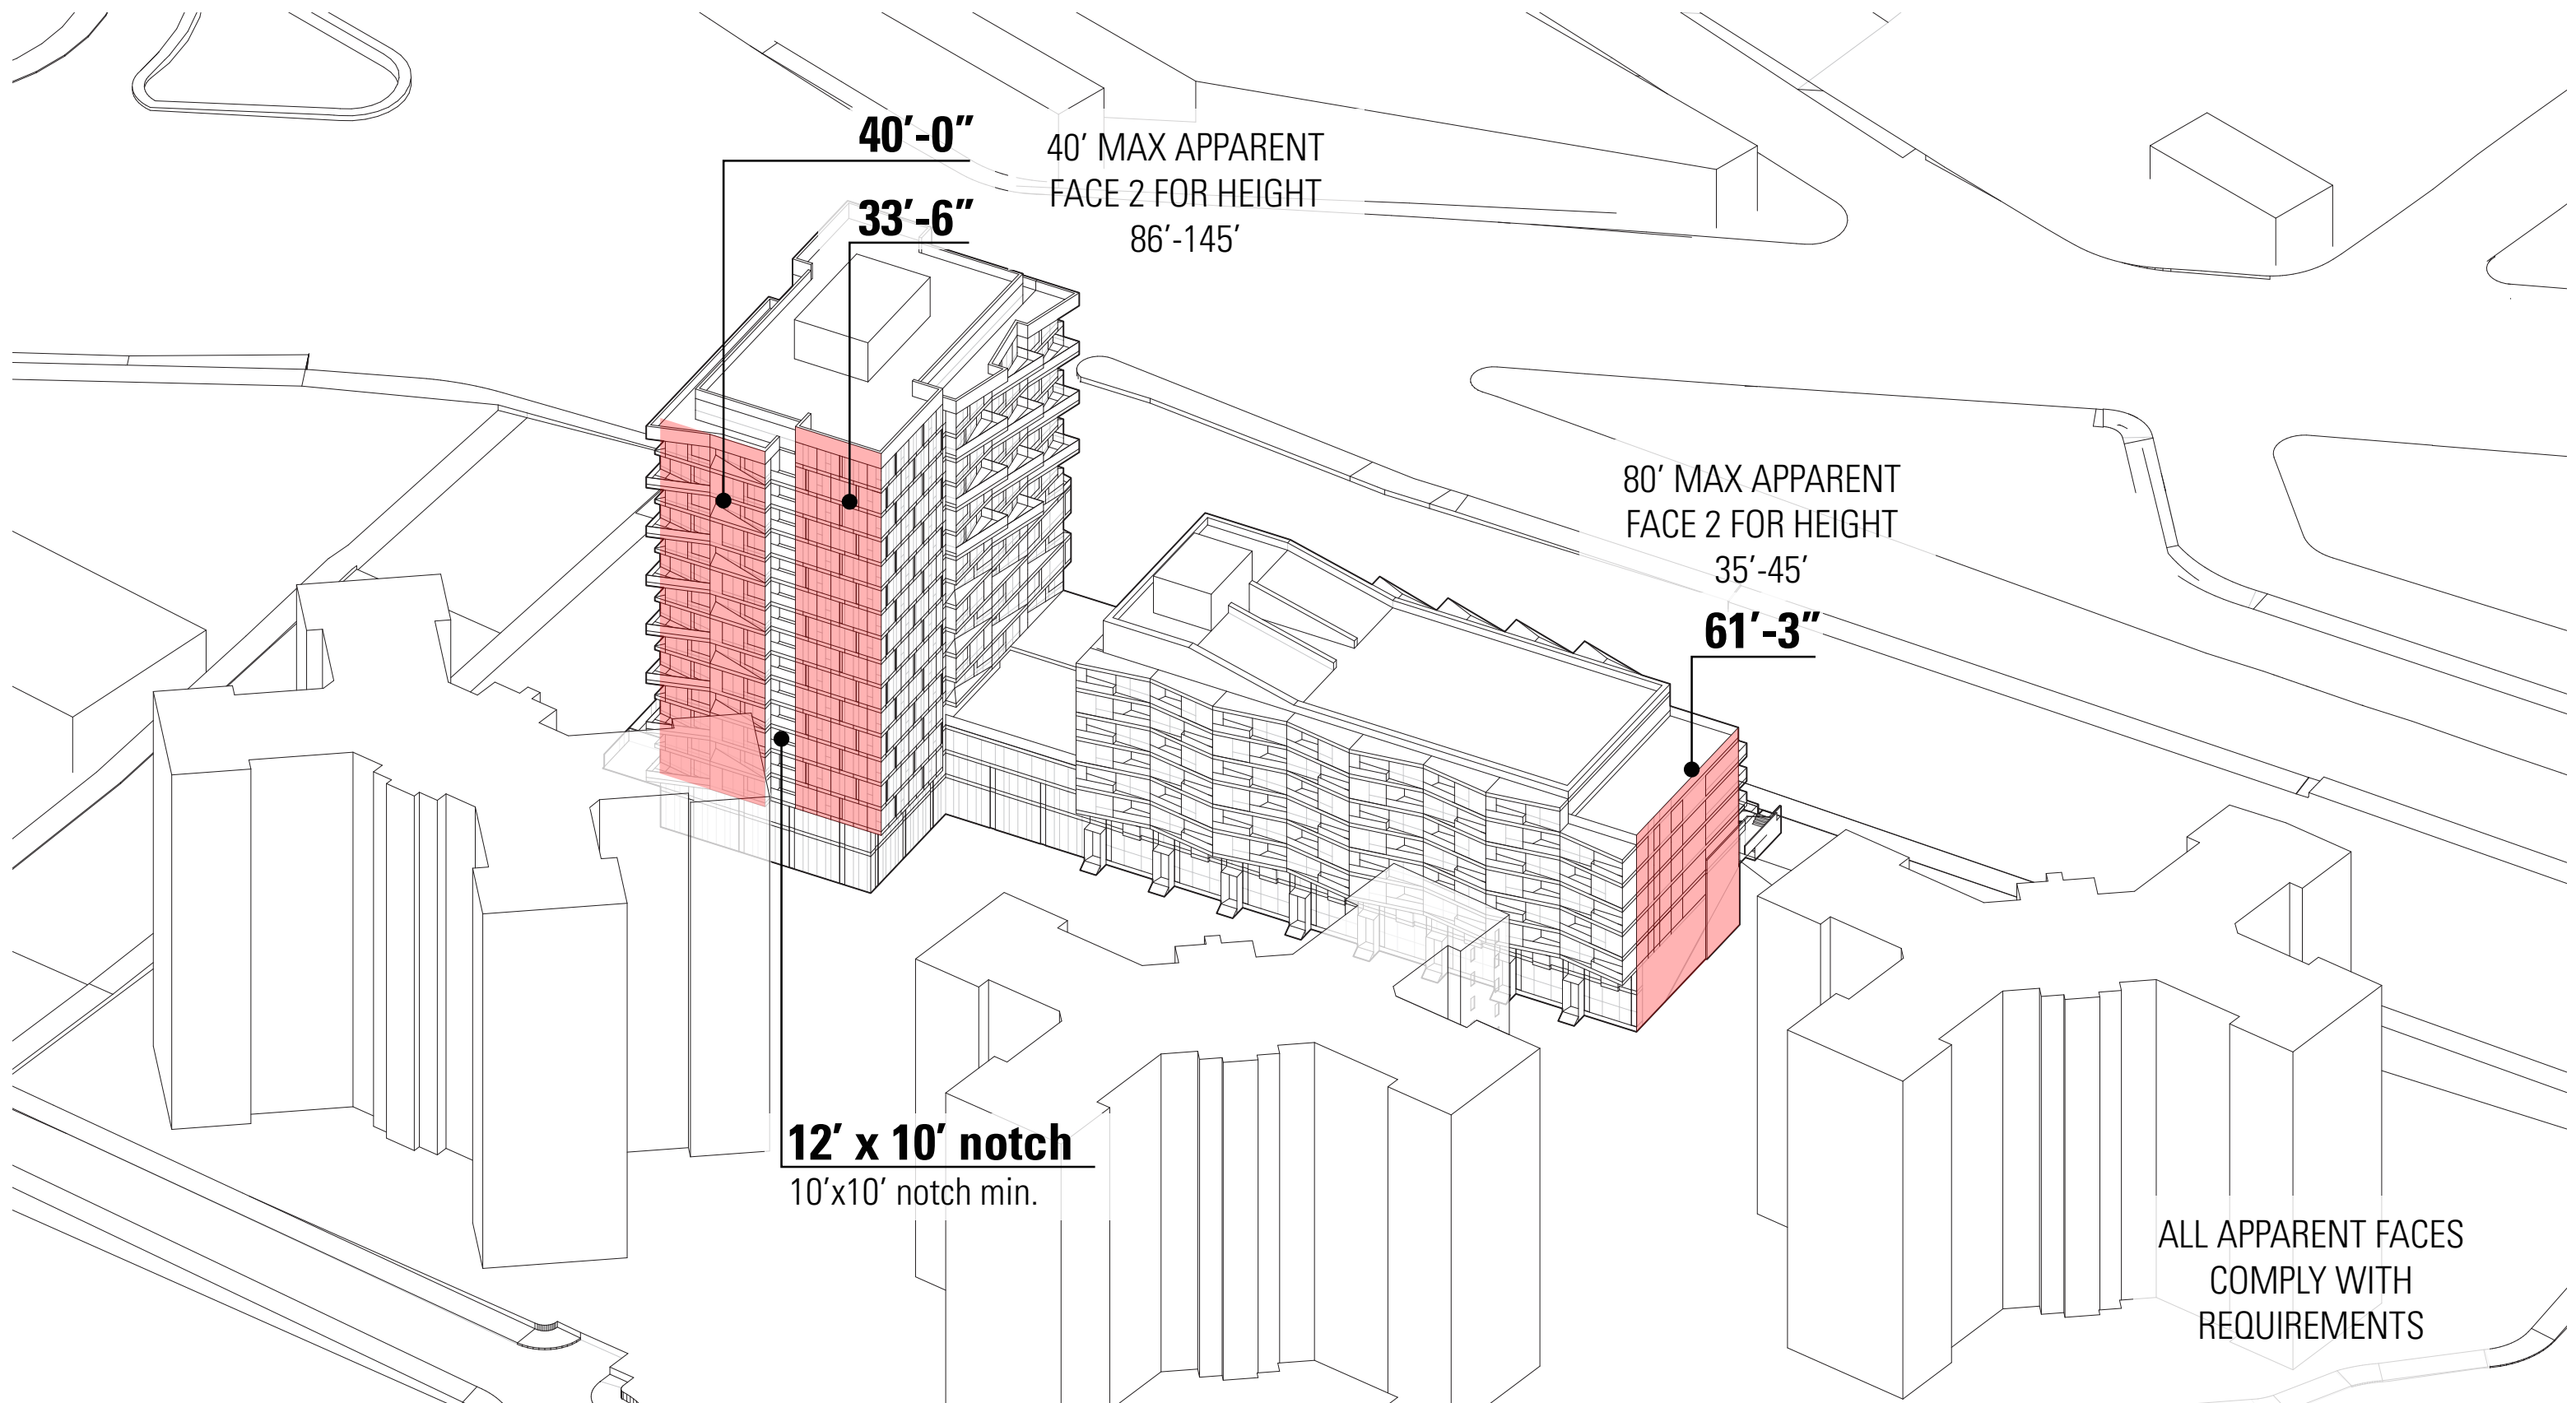 40′-0″
40′ MAX APPARENT
FACE 2 FOR HEIGHT
86′-145′
33′-6″
80′ MAX APPARENT
FACE 2 FOR HEIGHT
35′-45′
61′-3″
12′ x 10′ notch
10′x10′ notch min.
ALL APPARENT FACES
COMPLY WITH
REQUIREMENTS